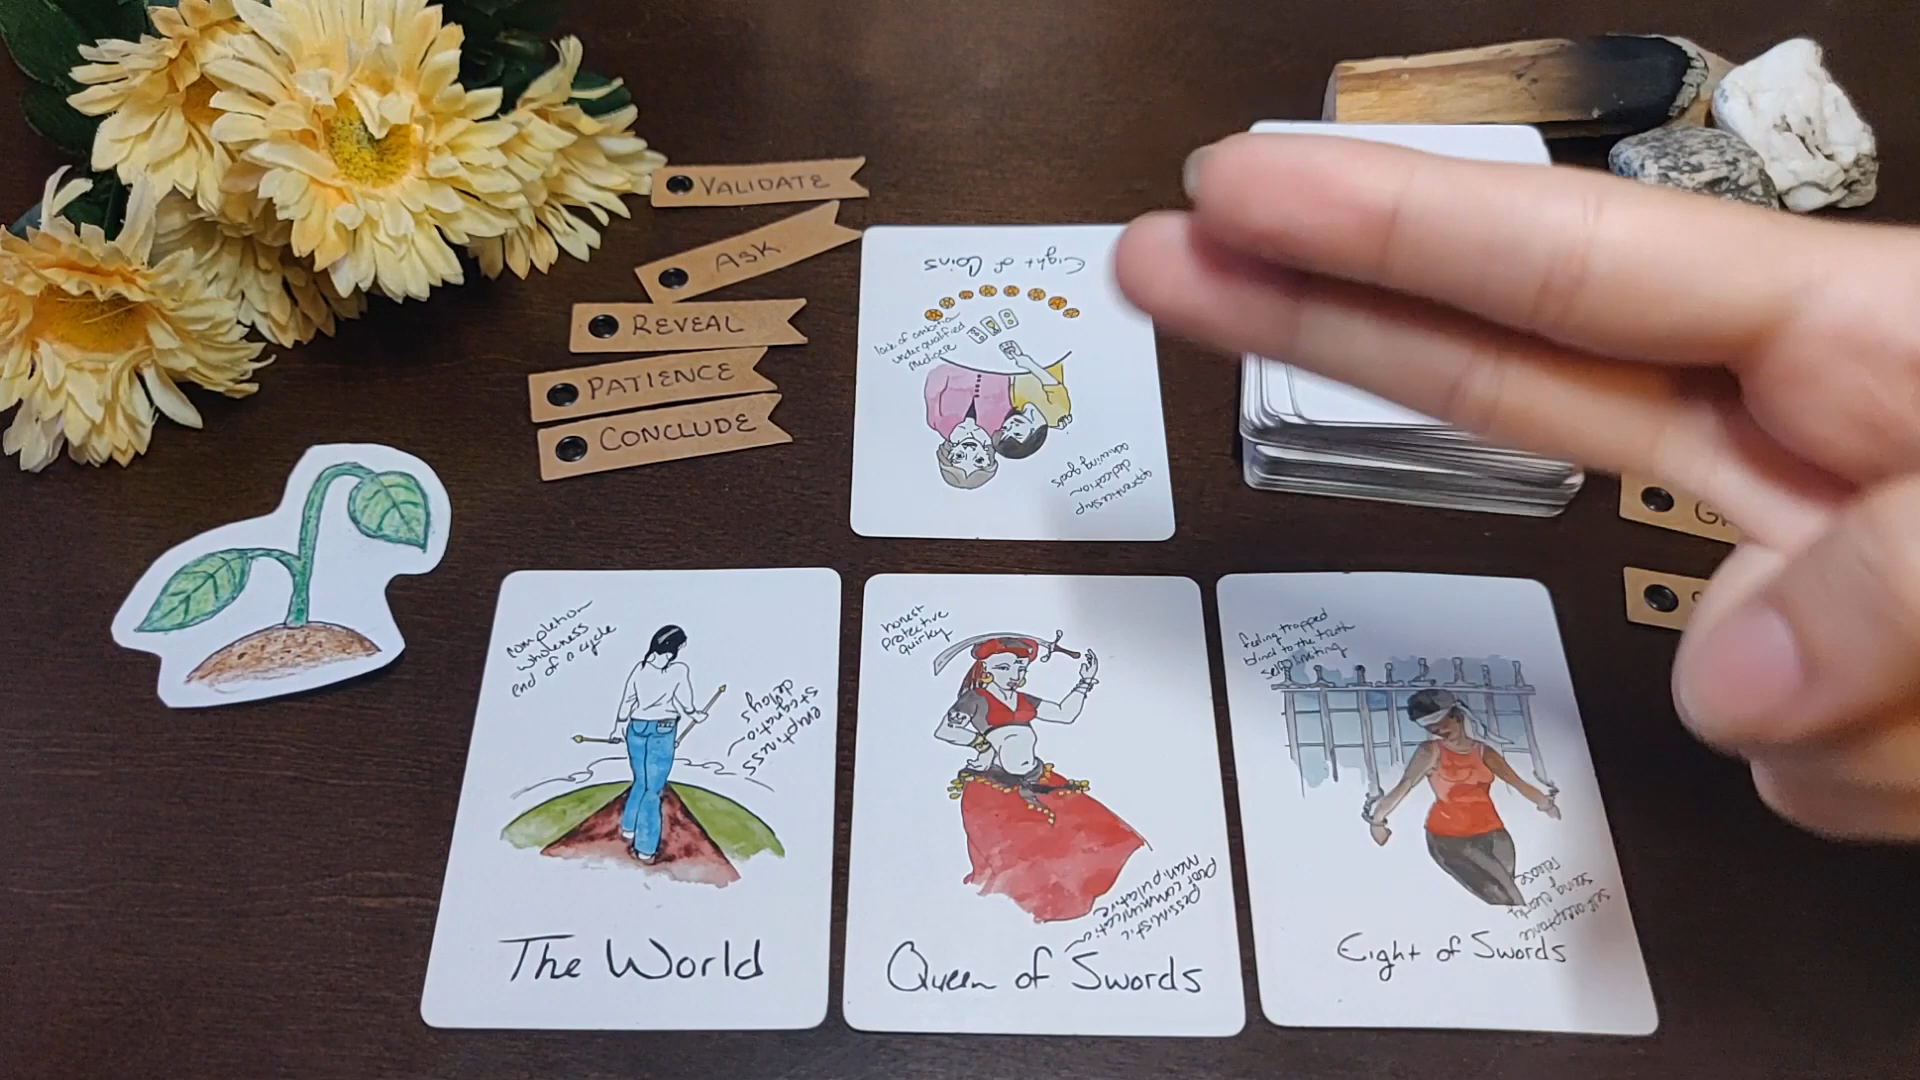 VALIDATE
ASK
REVEAL
PATIENCE
CONCLUDE
Eight of Coins
lack of ambition
underqualified
mediocre
apprenticeship
dedication
achieving goals
completion
wholeness
end of a cycle
emptiness
stagnation
delays
The World
honest
protective
quirky
pessimistic
poor communication
manipulative
Queen of Swords
feeling trapped
blind to the truth
self limiting
self-acceptance
seeing clearly
release
Eight of Swords